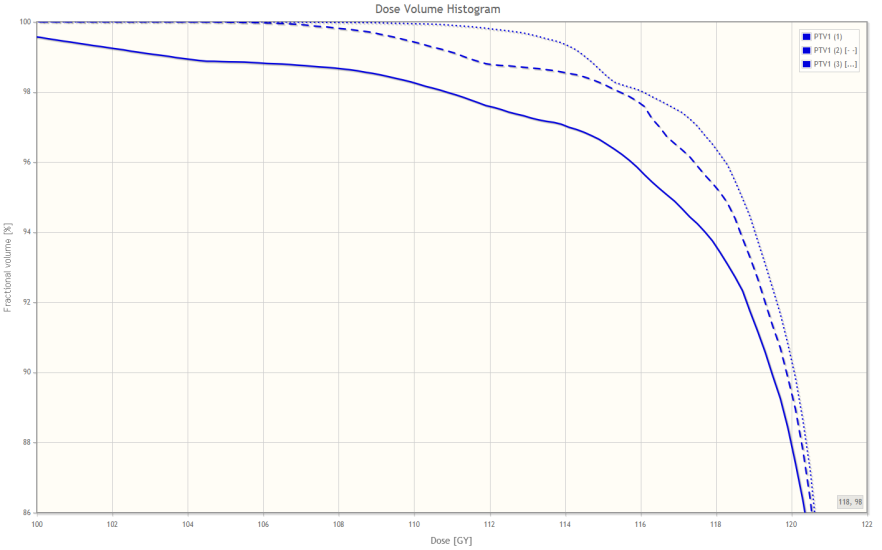 Dose Volume Histogram
PTV1 (1)
PTV1 (2) [- -]
PTV1 (3) [...]
100
98
96
94
92
90
88
86
Fractional volume [%]
118, 98
100 102 104 106 108 110 112 114 116 118 120 122
Dose [GY]